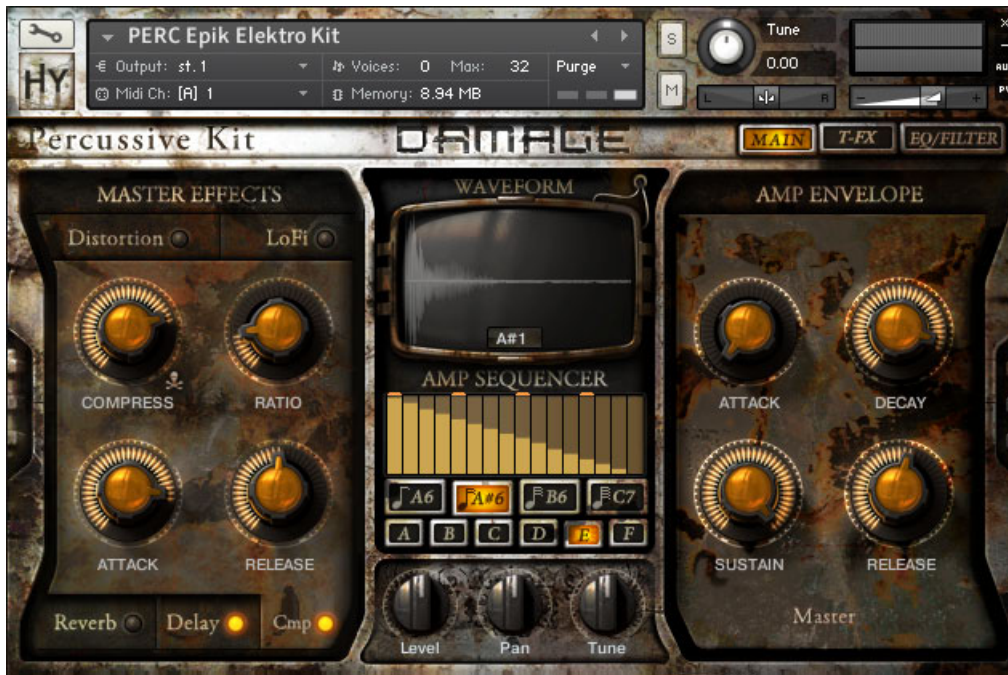 PERC Epik Elektro Kit
S
Tune
0.00
Output: st.1
Voices: 0 Max: 32
Purge
HY
Midi Ch: [A] 1
Memory: 8.94 MB
M
L R
- +
Percussive Kit
DAMAGE
MAIN
T-FX
EQ/FILTER
MASTER EFFECTS
WAVEFORM
AMP ENVELOPE
Distortion
LoFi
A#1
AMP SEQUENCER
COMPRESS
RATIO
ATTACK
DECAY
A6
A#6
B6
C7
A
B
C
D
E
F
ATTACK
RELEASE
SUSTAIN
RELEASE
Reverb
Delay
Cmp
Master
Level
Pan
Tune